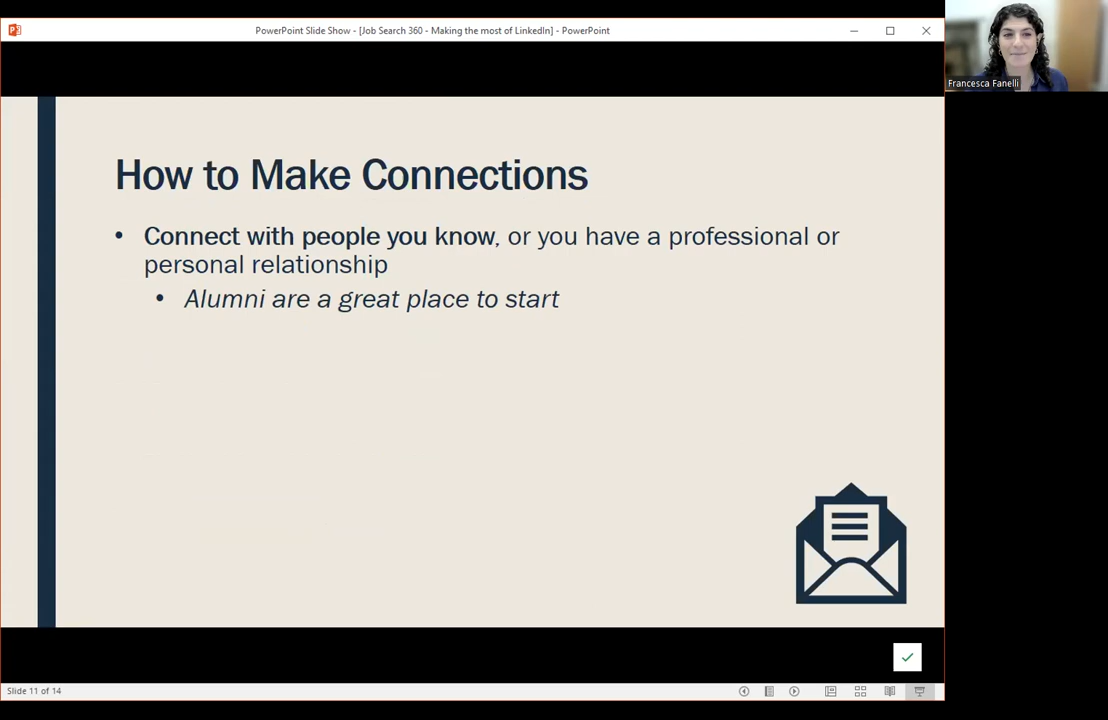 PowerPoint Slide Show - [Job Search 360 - Making the most of LinkedIn] - PowerPoint
Francesca Fanelli
How to Make Connections
• Connect with people you know, or you have a professional or
personal relationship
• Alumni are a great place to start
Slide 11 of 14